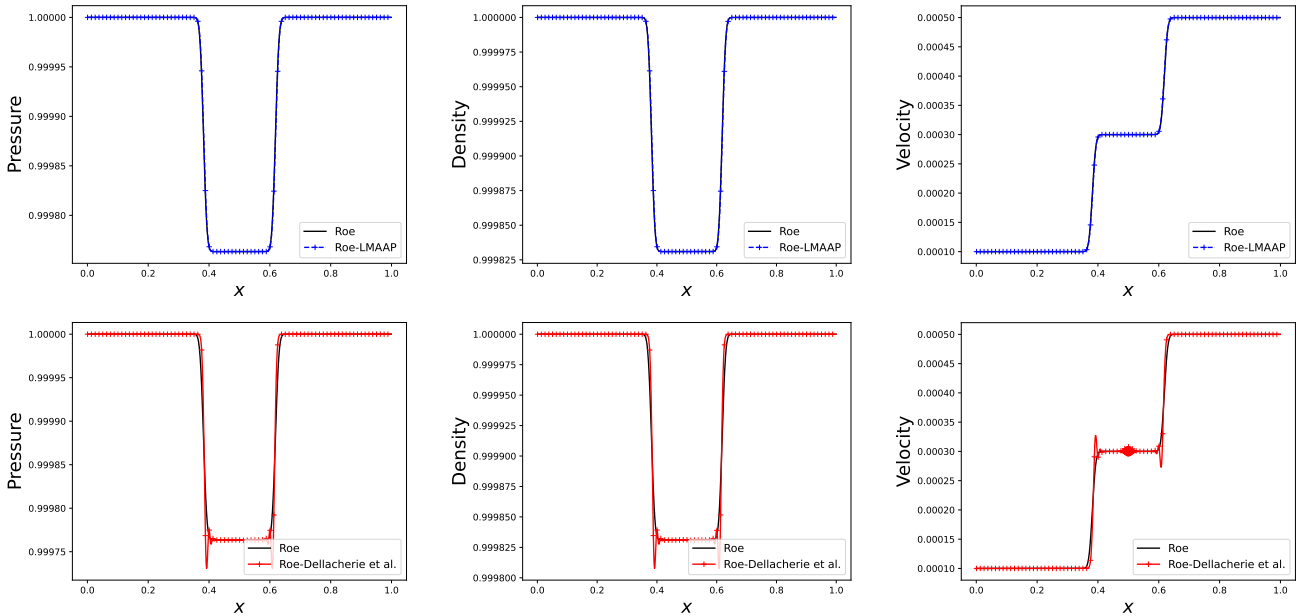 Pressure
1.00000
0.99995
0.99990
0.99985
0.99980
0.0 0.2 0.4 0.6 0.8 1.0
x
Roe
Roe-LMAAP
Density
1.000000
0.999975
0.999950
0.999925
0.999900
0.999875
0.999850
0.999825
0.0 0.2 0.4 0.6 0.8 1.0
x
Roe
Roe-LMAAP
Velocity
0.00050
0.00045
0.00040
0.00035
0.00030
0.00025
0.00020
0.00015
0.00010
0.0 0.2 0.4 0.6 0.8 1.0
x
Roe
Roe-LMAAP
Pressure
1.00000
0.99995
0.99990
0.99985
0.99980
0.99975
0.0 0.2 0.4 0.6 0.8 1.0
x
Roe
Roe-Dellacherie et al.
Density
1.000000
0.999975
0.999950
0.999925
0.999900
0.999875
0.999850
0.999825
0.999800
0.0 0.2 0.4 0.6 0.8 1.0
x
Roe
Roe-Dellacherie et al.
Velocity
0.00050
0.00045
0.00040
0.00035
0.00030
0.00025
0.00020
0.00015
0.00010
0.0 0.2 0.4 0.6 0.8 1.0
x
Roe
Roe-Dellacherie et al.